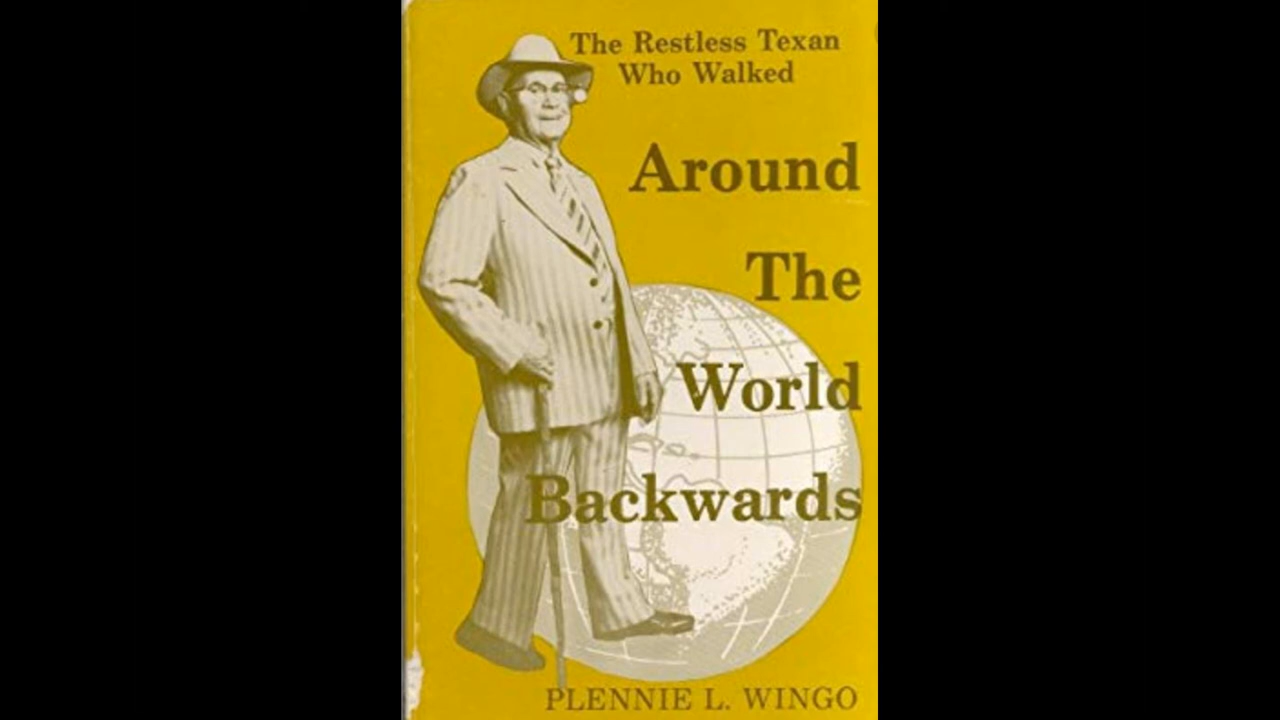 The Restless Texan
Who Walked
Around
The
World
Backwards
PLENNIE L. WINGO